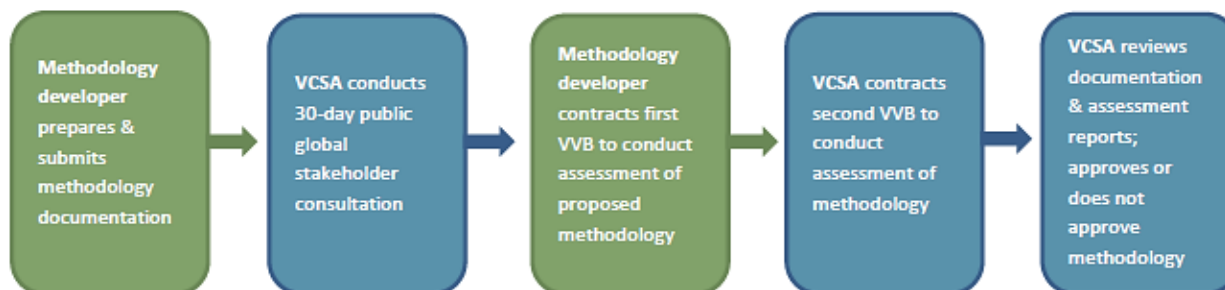 Methodology
developer
prepares &
submits
methodology
documentation
VCSA conducts
30-day public
global
stakeholder
consultation
Methodology
developer
contracts first
VVB to conduct
assessment of
proposed
methodology
VCSA contracts
second VVB to
conduct
assessment of
methodology
VCSA reviews
documentation
& assessment
reports;
approves or
does not
approve
methodology